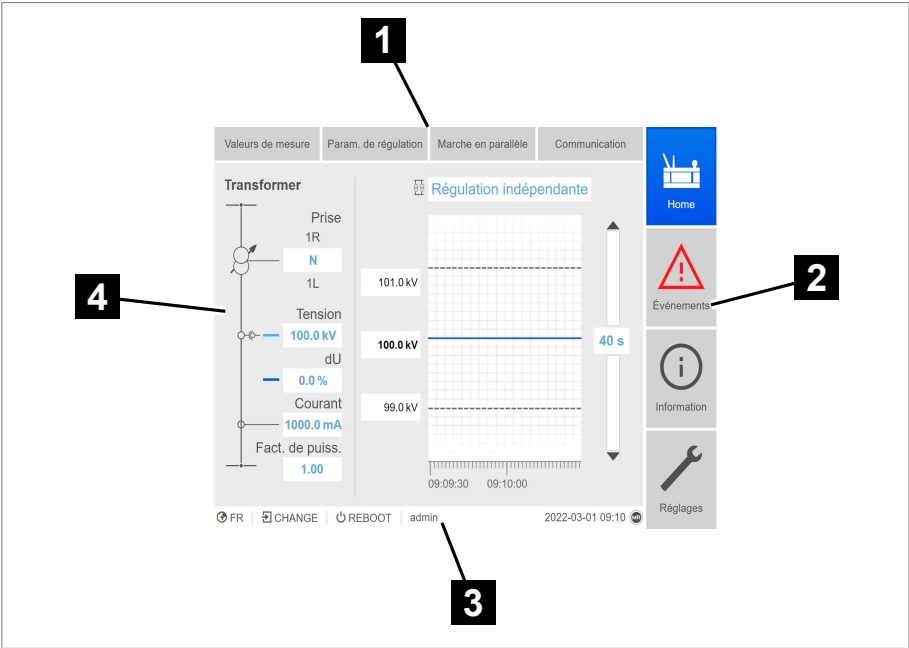 1
Valeurs de mesure
Param. de régulation
Marche en parallèle
Communication
Home
Transformer
Régulation indépendante
Prise
1R
N
1L
101.0 kV
Événements
2
4
Tension
100.0 kV
100.0 kV
40 s
dU
0.0 %
Courant
1000.0 mA
99.0 kV
Information
Fact. de puiss.
1.00
09:09:30
09:10:00
Réglages
FR
CHANGE
REBOOT
admin
2022-03-01 09:10
MR
3